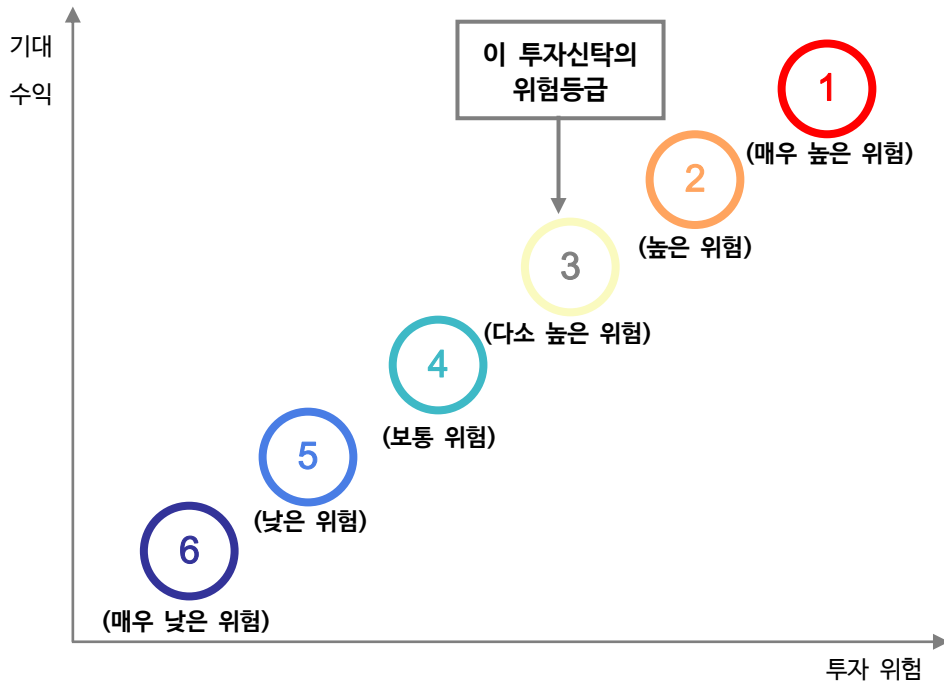 기대
수익
이 투자신탁의
위험등급
1
(매우 높은 위험)
2
(높은 위험)
3
(다소 높은 위험)
4
(보통 위험)
5
(낮은 위험)
6
(매우 낮은 위험)
투자 위험